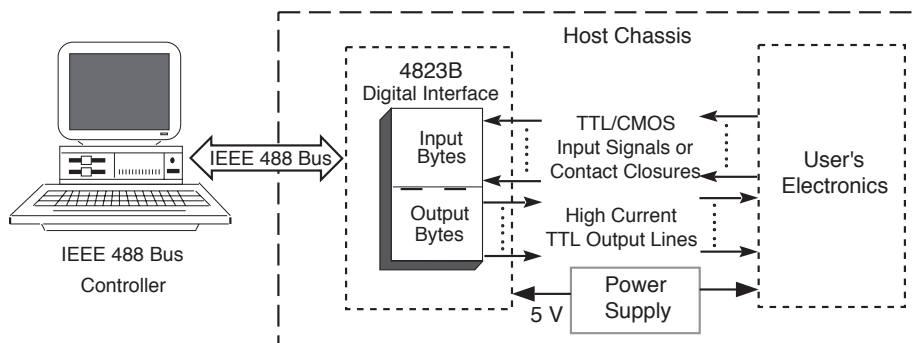 Host Chassis
4823B
Digital Interface
Input
Bytes
Output
Bytes
IEEE 488 Bus
TTL/CMOS
Input Signals or
Contact Closures
High Current
TTL Output Lines
User's
Electronics
IEEE 488 Bus
Controller
5 V
Power
Supply